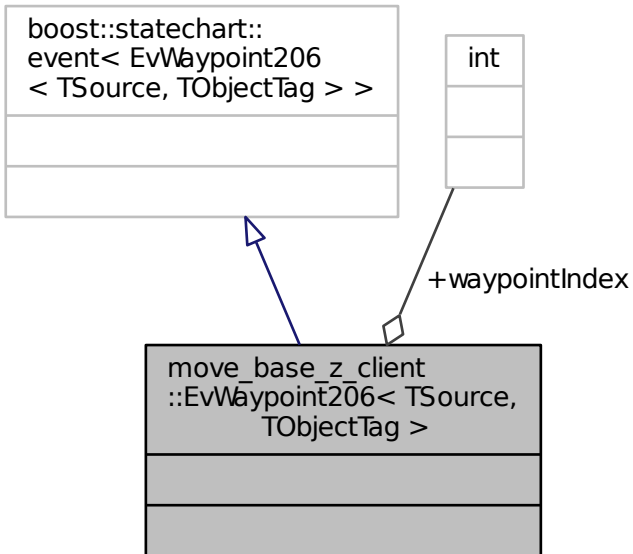 boost::statechart::
event< EvWaypoint206
< TSource, TObjectTag > >
int
+waypointIndex
move_base_z_client
::EvWaypoint206< TSource,
TObjectTag >